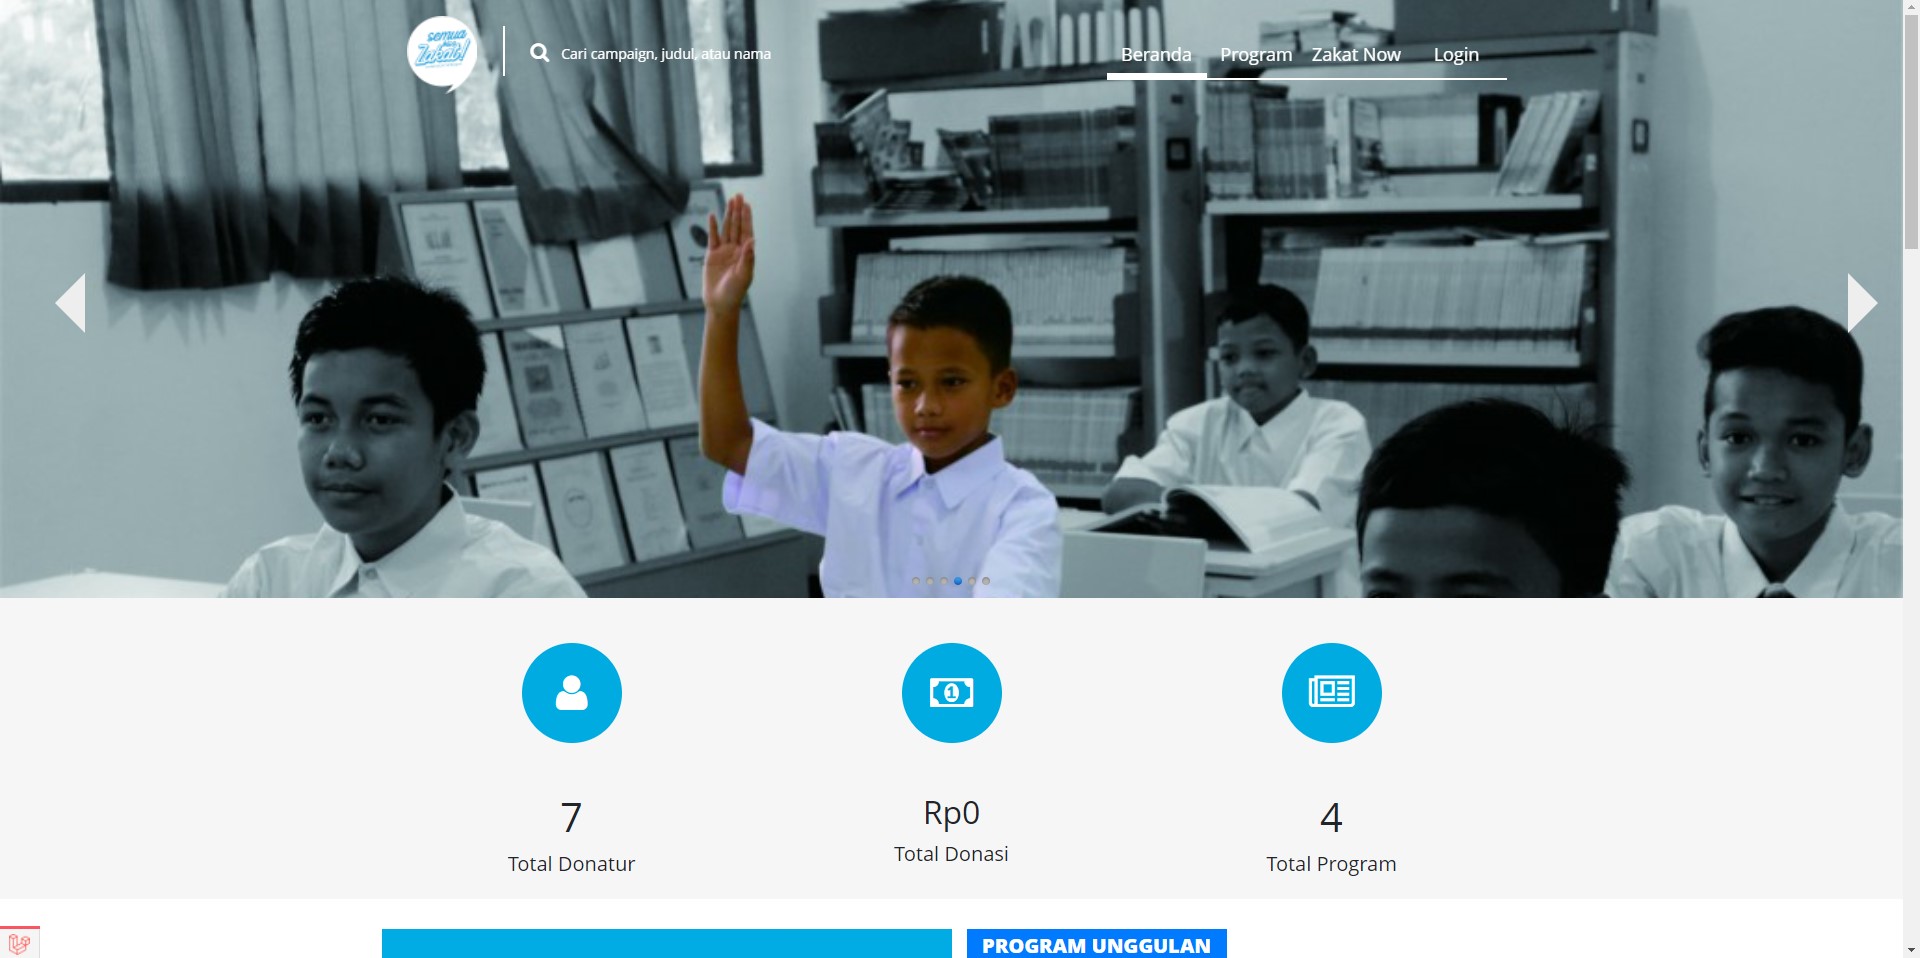 semua
bisa
Zakat!
Cari campaign, judul, atau nama
Beranda Program Zakat Now Login
7
Total Donatur
Rp0
Total Donasi
4
Total Program
PROGRAM UNGGULAN